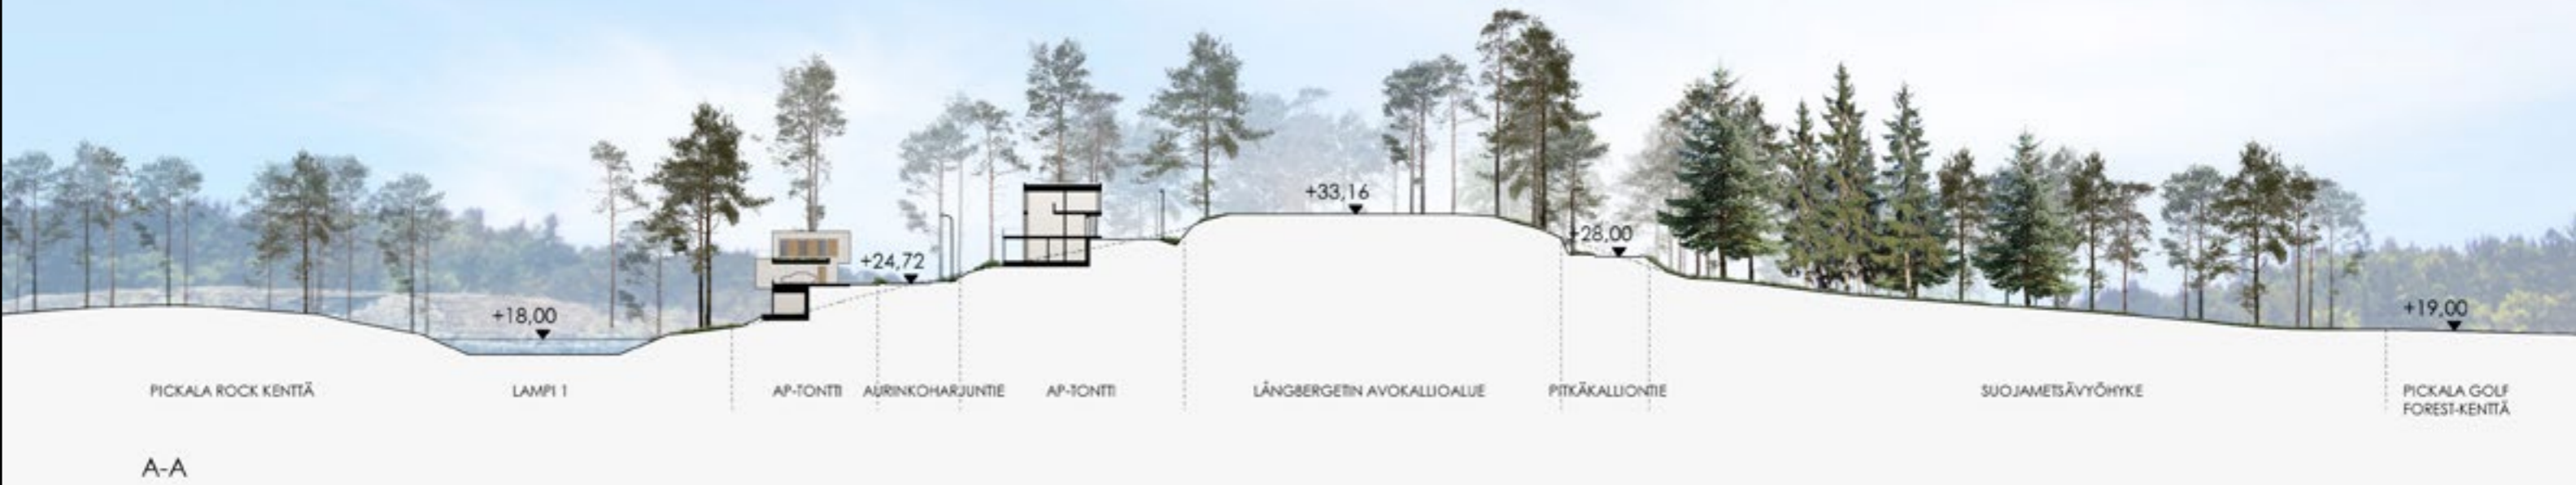 +33,16
+28,00
+24,72
+18,00
+19,00
PICKALA ROCK KENTTÄ
LAMPI 1
AP-TONTTI
AURINKOHARJUNTIE
AP-TONTTI
LÅNGBERGETIN AVOKALLIOALUE
PITKÄKALLIONTIE
SUOJAMETSÄVYÖHYKE
PICKALA GOLF
FOREST-KENTTÄ
A-A